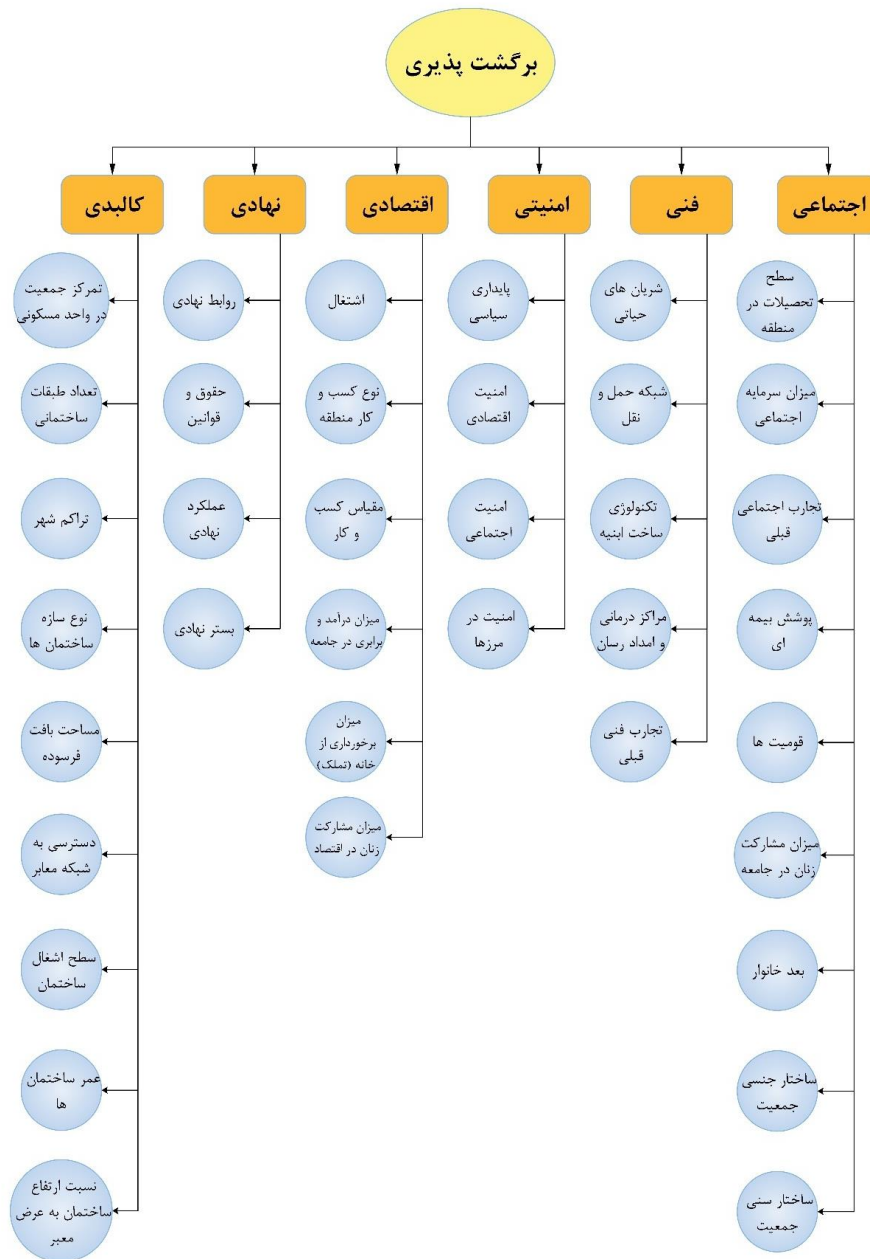 برگشت پذیری
اجتماعی
سطح
تحصیلات در
منطقه
میزان سرمایه
اجتماعی
تجارب اجتماعی
قبلی
پوشش بیمه
ای
قومیت ها
میزان مشارکت
زنان در جامعه
بعد خانوار
ساختار جنسی
جمعیت
ساختار سنی
جمعیت
فنی
شریان های
حیاتی
شبکه حمل و
نقل
تکنولوژی
ساخت ابنیه
مراکز درمانی
و امداد رسان
تجارب فنی
قبلی
امنیتی
پایداری
سیاسی
امنیت
اقتصادی
امنیت
اجتماعی
امنیت در
مرزها
اقتصادی
اشتغال
نوع کسب و
کار منطقه
مقیاس کسب
و کار
میزان درآمد و
برابری در جامعه
میزان
برخورداری از
خانه (تملک)
میزان مشارکت
زنان در اقتصاد
نهادی
روابط نهادی
حقوق و
قوانین
عملکرد
نهادی
بستر نهادی
کالبدی
تمرکز جمعیت
در واحد مسکونی
تعداد طبقات
ساختمانی
تراکم شهر
نوع سازه
ساختمان ها
مساحت بافت
فرسوده
دسترسی به
شبکه معابر
سطح اشغال
ساختمان
عمر ساختمان
ها
نسبت ارتفاع
ساختمان به عرض
معبر